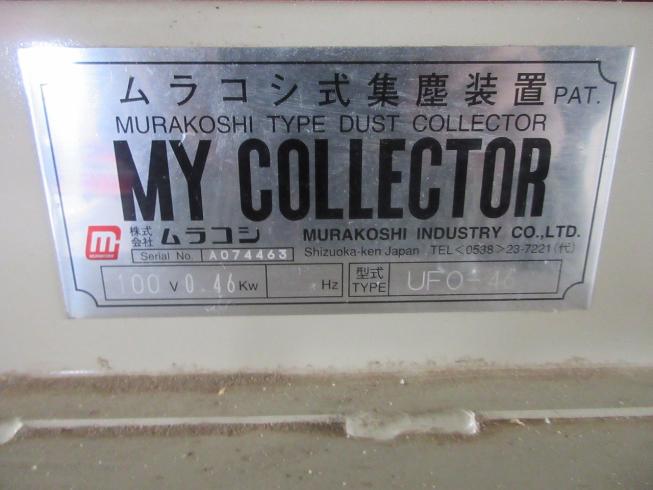 ムラコシ式集塵装置 PAT.
MURAKOSHI TYPE DUST COLLECTOR
MY COLLECTOR
株式会社 ムラコシ MURAKOSHI INDUSTRY CO.,LTD.
Serial No. A074463 Shizuoka-ken Japan TEL<0538>23-7221(代)
100 V 0.46 Kw Hz 型式 TYPE UFO-46